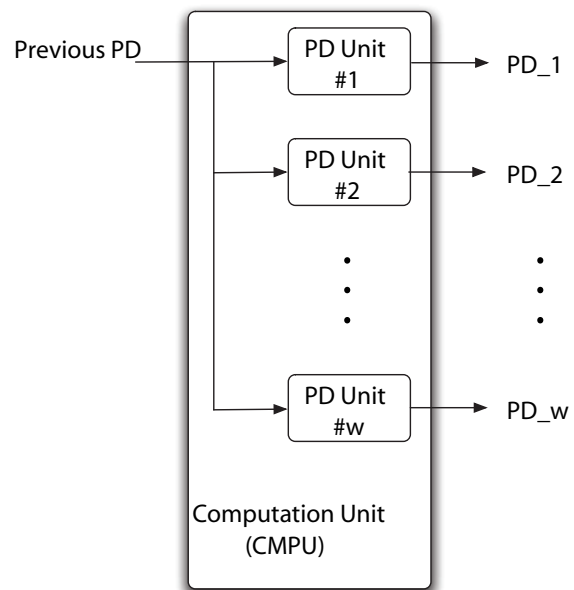 Previous PD
PD Unit
#1
PD_1
PD Unit
#2
PD_2
PD Unit
#w
PD_w
Computation Unit
(CMPU)